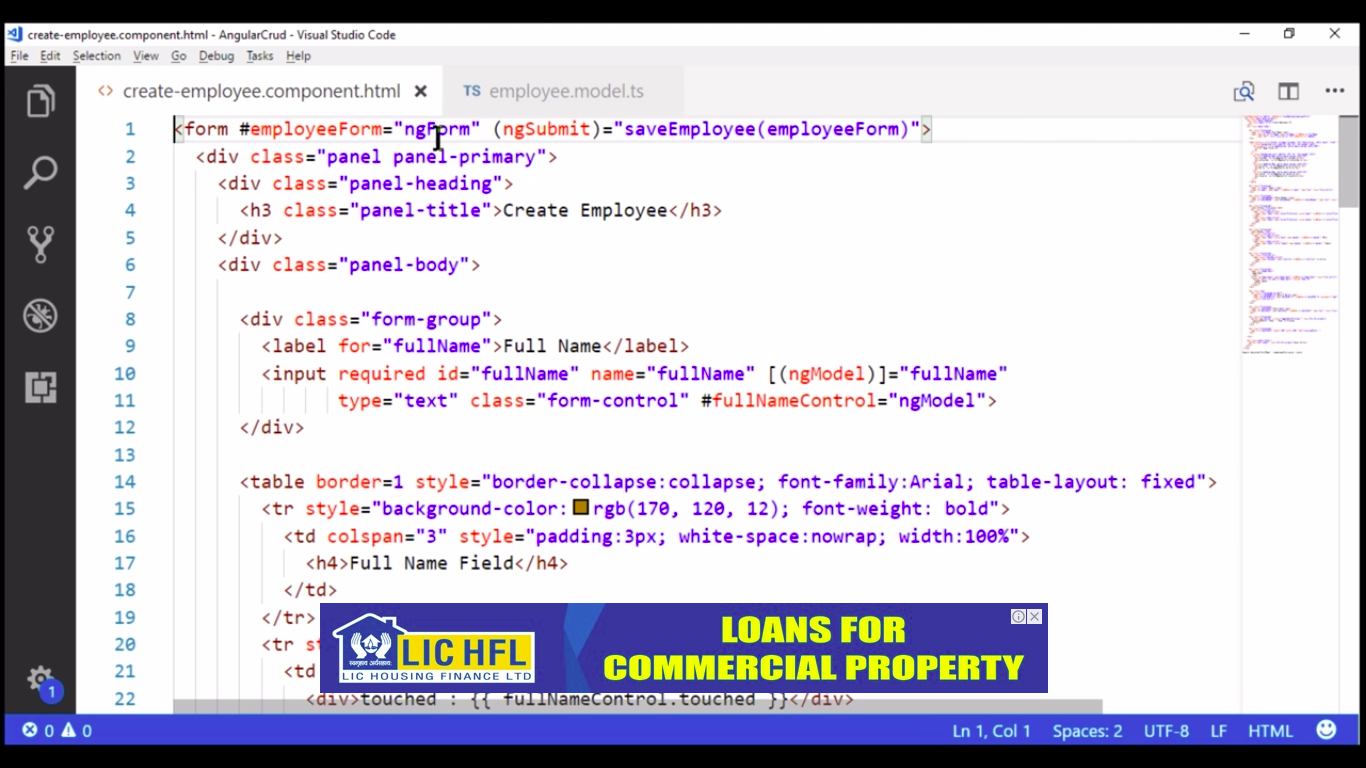 create-employee.component.html - AngularCrud - Visual Studio Code
File Edit Selection View Go Debug Tasks Help
create-employee.component.html
TS employee.model.ts
1 <form #employeeForm="ngForm" (ngSubmit)="saveEmployee(employeeForm)">
2 <div class="panel panel-primary">
3 <div class="panel-heading">
4 <h3 class="panel-title">Create Employee</h3>
5 </div>
6 <div class="panel-body">
7
8 <div class="form-group">
9 <label for="fullName">Full Name</label>
10 <input required id="fullName" name="fullName" [(ngModel)]="fullName"
11 type="text" class="form-control" #fullNameControl="ngModel">
12 </div>
13
14 <table border=1 style="border-collapse:collapse; font-family:Arial; table-layout: fixed">
15 <tr style="background-color:rgb(170, 120, 12); font-weight: bold">
16 <td colspan="3" style="padding:3px; white-space:nowrap; width:100%">
17 <h4>Full Name Field</h4>
18 </td>
19 </tr>
20 <tr
21 <td
22 <div>touched : {{ fullNameControl.touched }}</div>
LIC HFL
LIC HOUSING FINANCE LTD
LOANS FOR
COMMERCIAL PROPERTY
1
0 0
Ln 1, Col 1 Spaces: 2 UTF-8 LF HTML